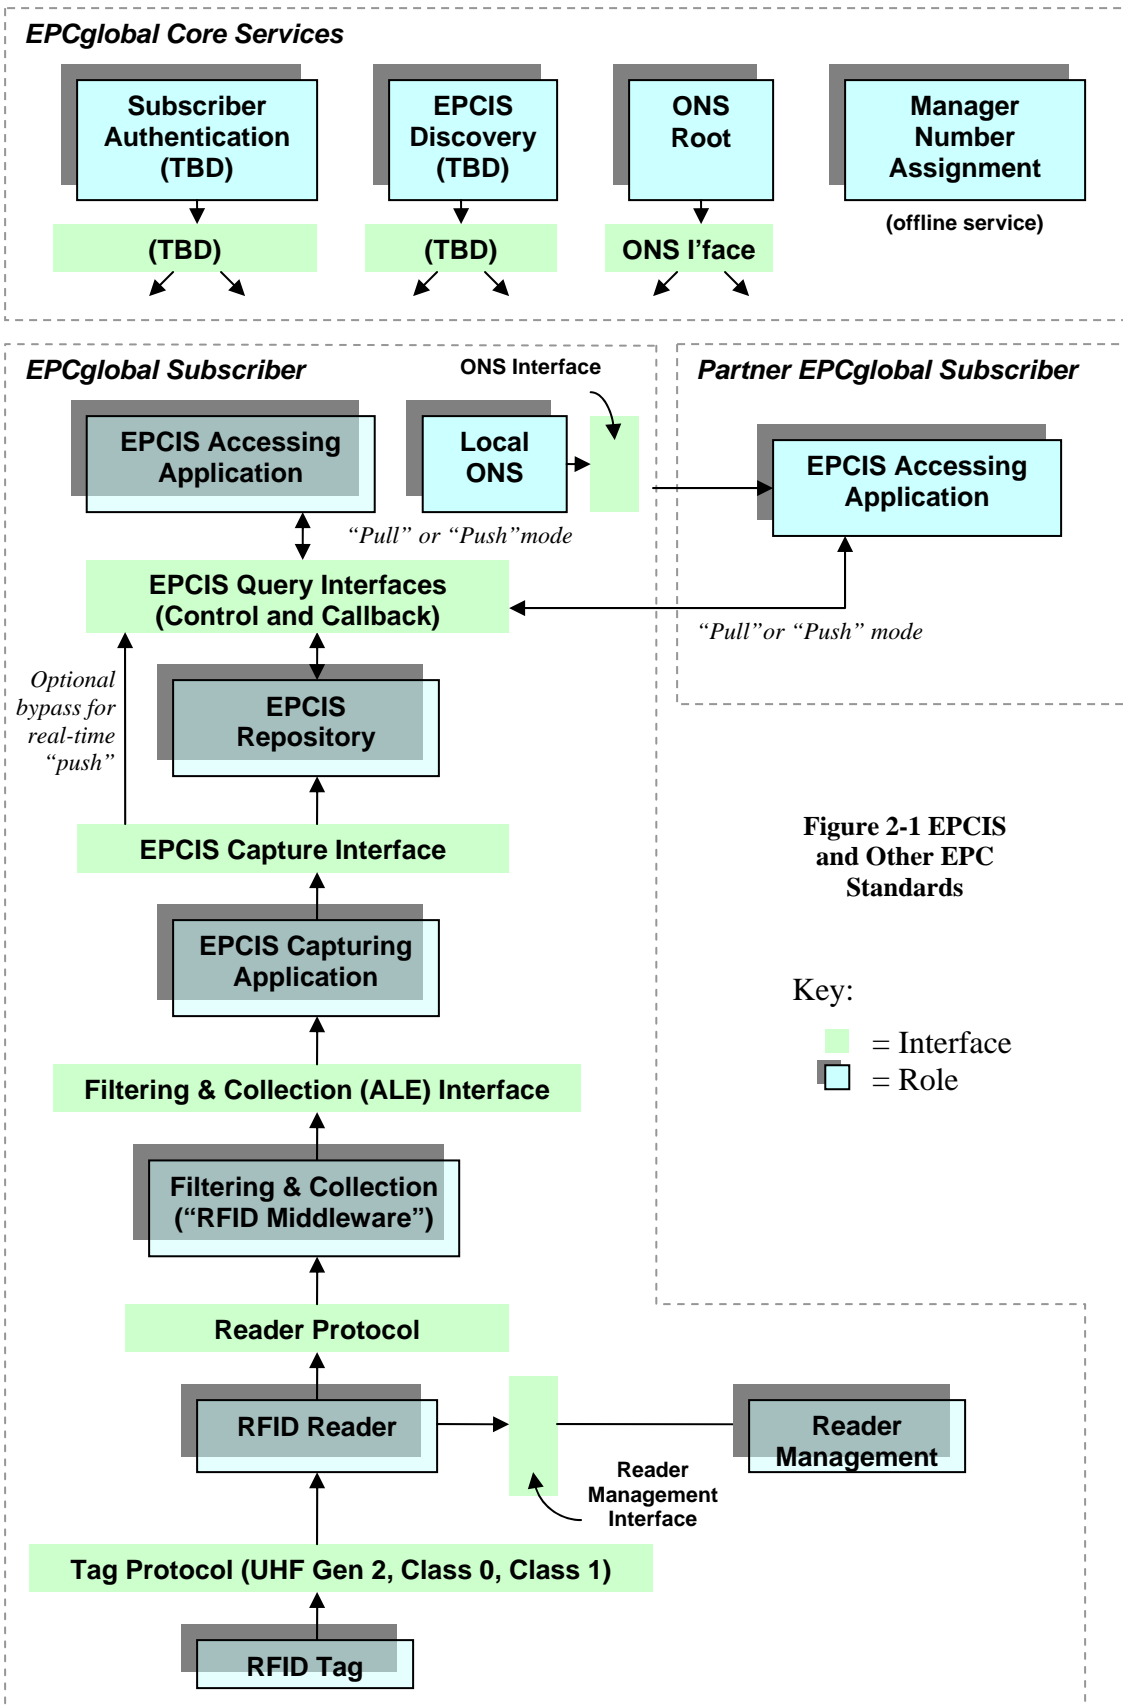 EPCglobal Core Services
Subscriber
Authentication
(TBD)
EPCIS
Discovery
(TBD)
ONS
Root
Manager
Number
Assignment
(offline service)
(TBD)
(TBD)
ONS I'face
EPCglobal Subscriber
ONS Interface
Partner EPCglobal Subscriber
EPCIS Accessing
Application
Local
ONS
EPCIS Accessing
Application
“Pull” or “Push”mode
EPCIS Query Interfaces
(Control and Callback)
“Pull”or “Push” mode
Optional
bypass for
real-time
“push”
EPCIS
Repository
EPCIS Capture Interface
Figure 2-1 EPCIS
and Other EPC
Standards
EPCIS Capturing
Application
Key:
= Interface
= Role
Filtering & Collection (ALE) Interface
Filtering & Collection
(“RFID Middleware”)
Reader Protocol
RFID Reader
Reader
Management
Reader
Management
Interface
Tag Protocol (UHF Gen 2, Class 0, Class 1)
RFID Tag